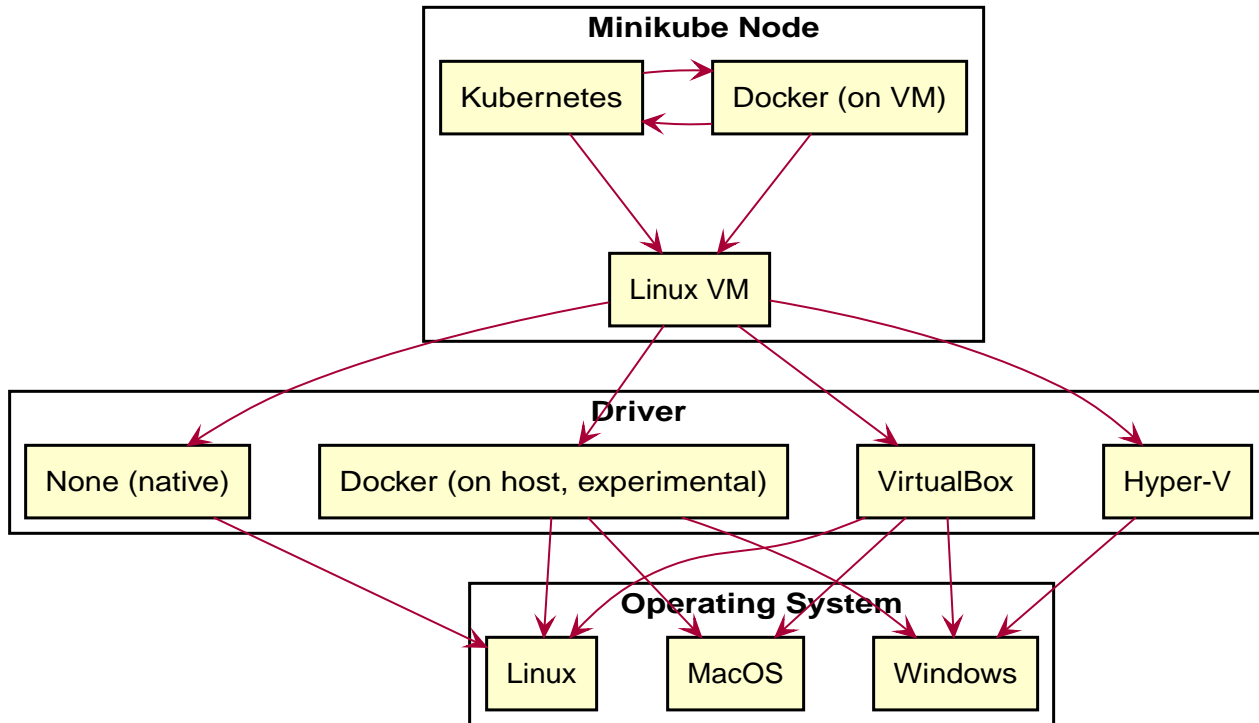 Minikube Node
Kubernetes
Docker (on VM)
Linux VM
Driver
None (native)
Docker (on host, experimental)
VirtualBox
Hyper-V
Operating System
Linux
MacOS
Windows